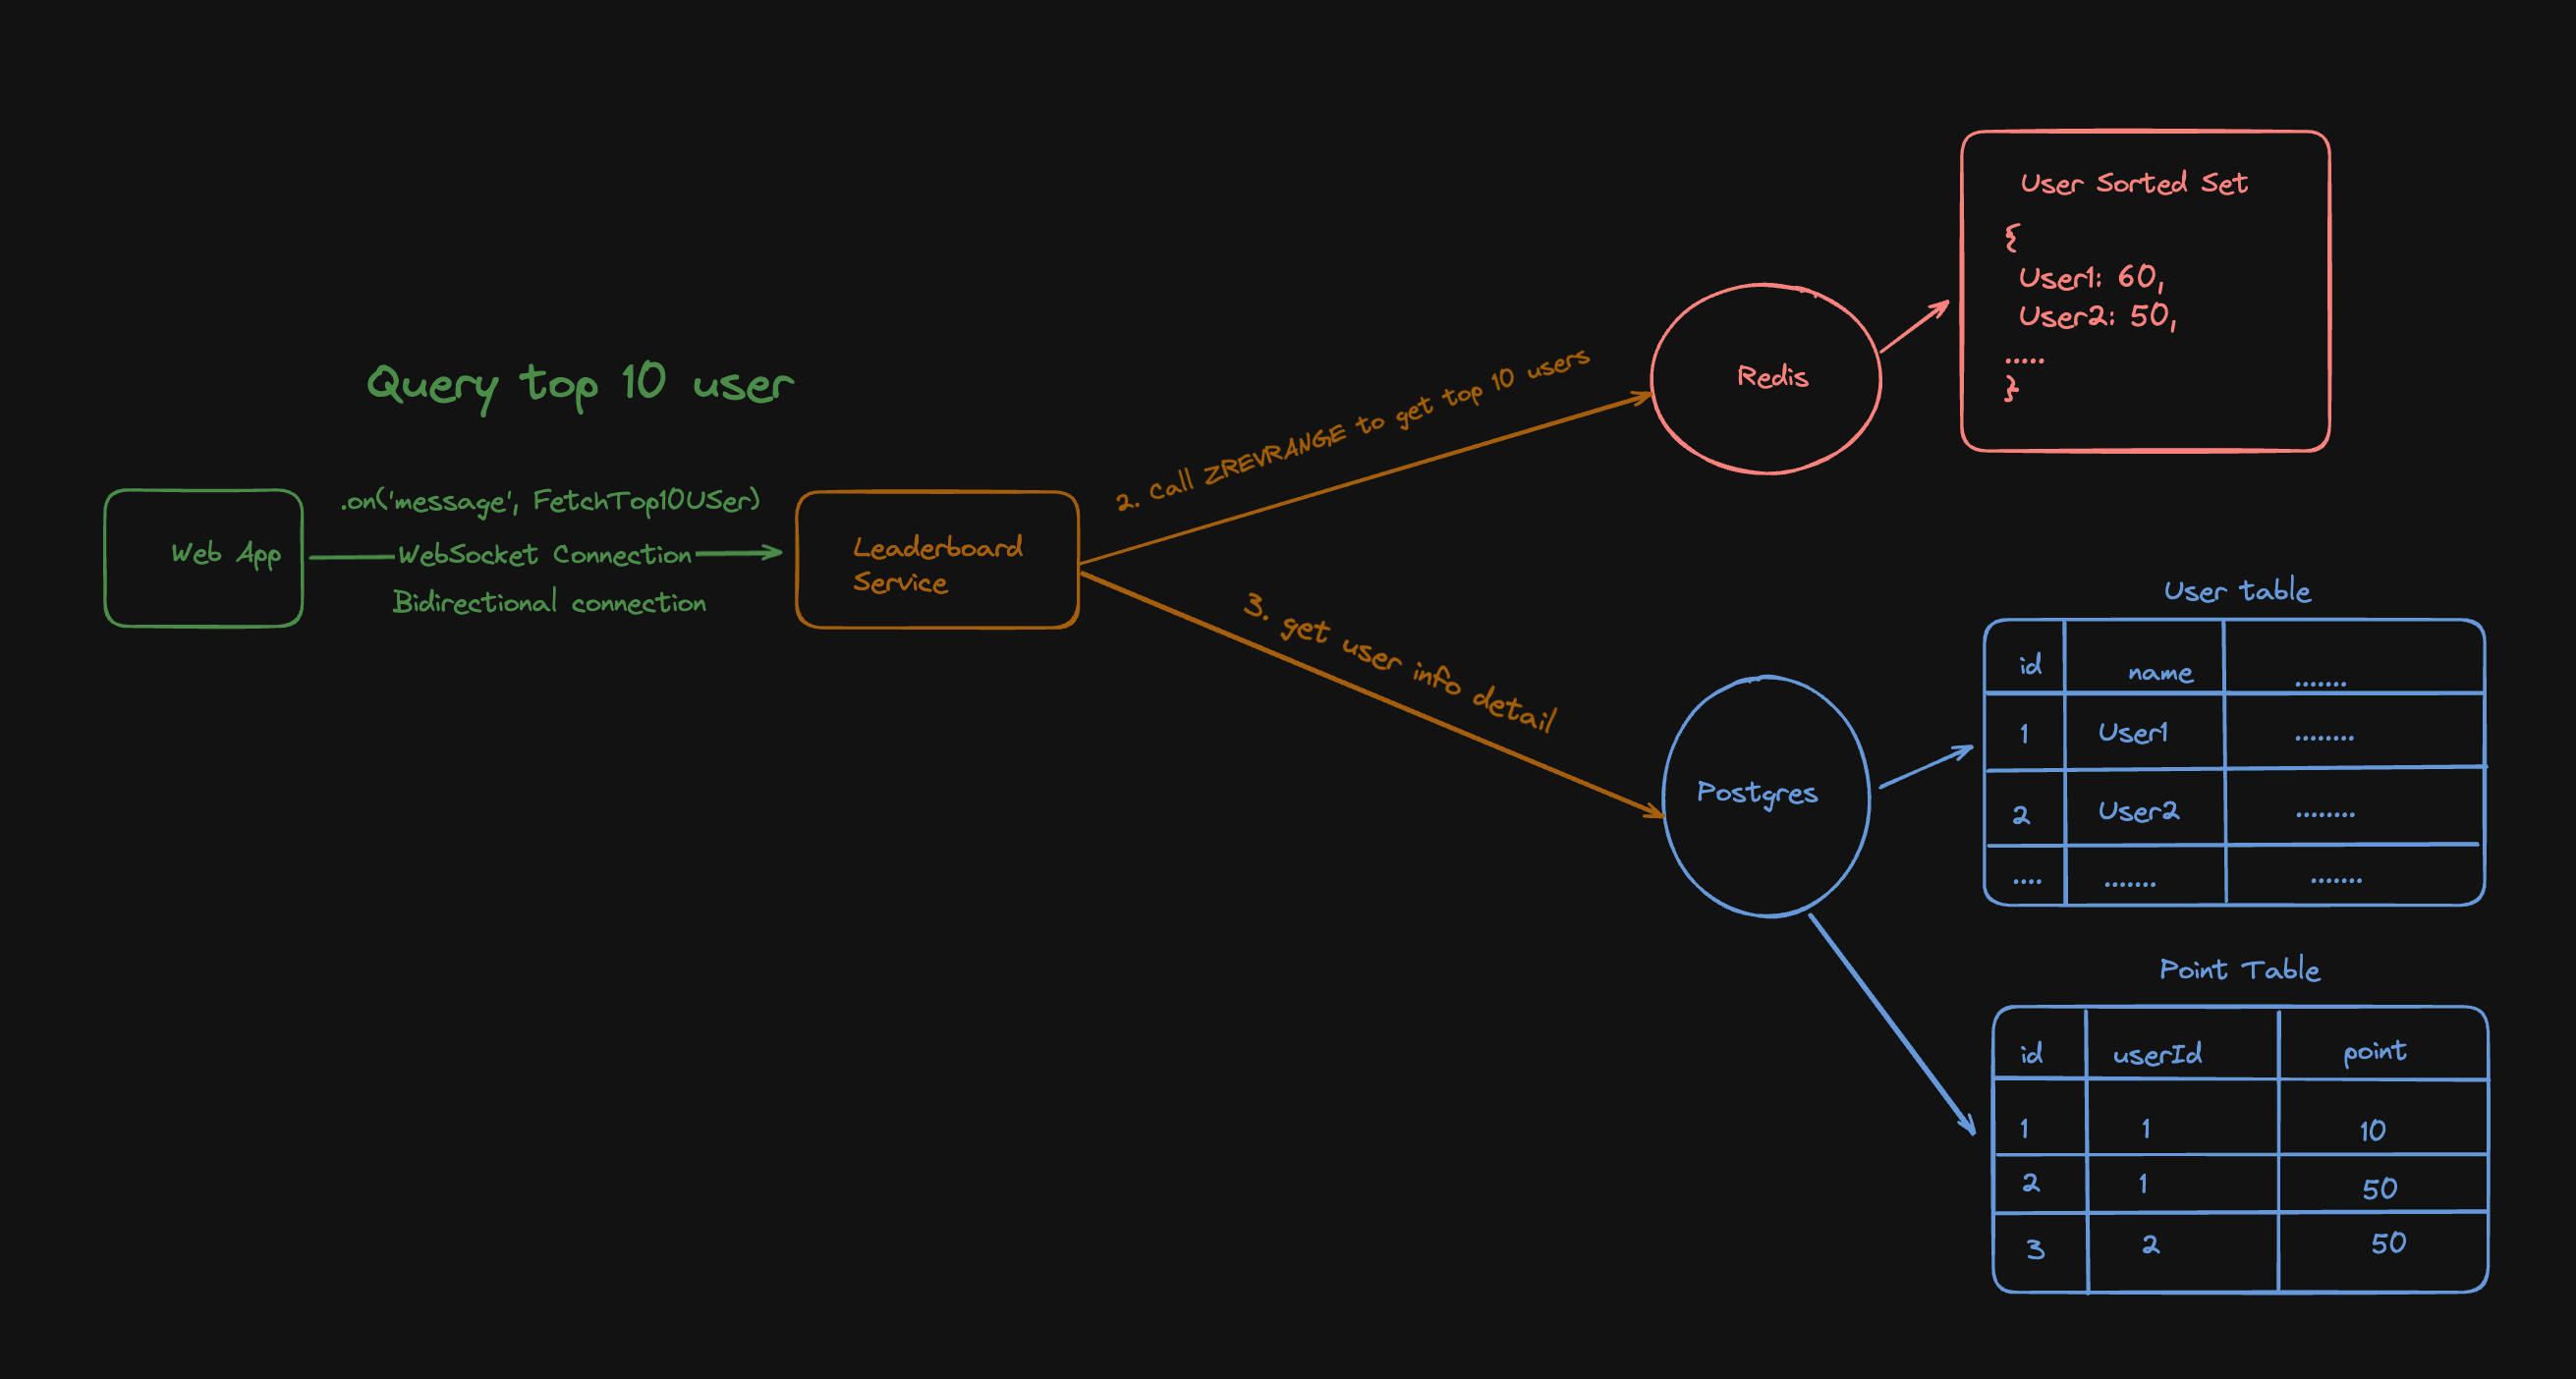 Query top 10 user
Web App
.on('message', FetchTop10USer)
WebSocket Connection
Bidirectional connection
Leaderboard
Service
2. Call ZREVRANGE to get top 10 users
3. get user info detail
Redis
User Sorted Set
{
User1: 60,
User2: 50,
.....
}
Postgres
User table
id name .......
1 User1 ........
2 User2 ........
.... ....... .......
Point Table
id userId point
1 1 10
2 1 50
3 2 50